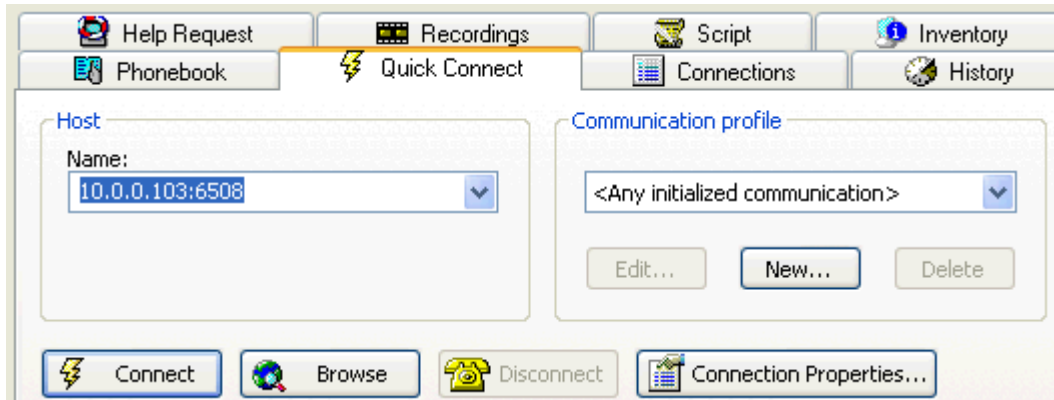 Help Request Recordings Script Inventory
Phonebook Quick Connect Connections History
Host
Name:
10.0.0.103:6508
Communication profile
<Any initialized communication>
Edit... New... Delete
Connect Browse Disconnect Connection Properties...